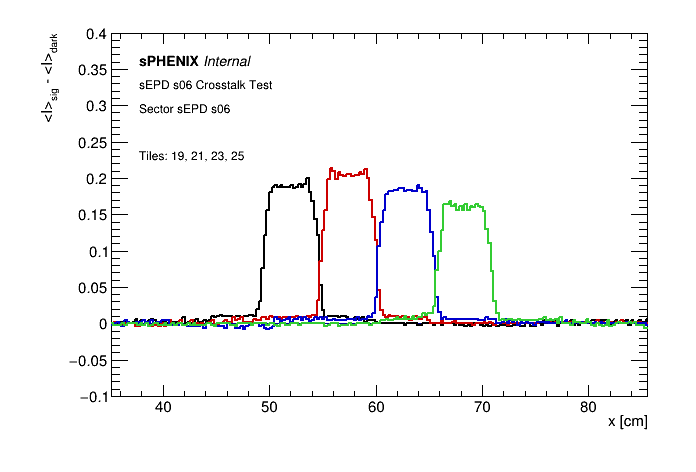 <I>sig - <I>dark
0.4
0.35
0.3
0.25
0.2
0.15
0.1
0.05
0
−0.05
−0.1
sPHENIX Internal
sEPD s06 Crosstalk Test
Sector sEPD s06
Tiles: 19, 21, 23, 25
40 50 60 70 80
x [cm]